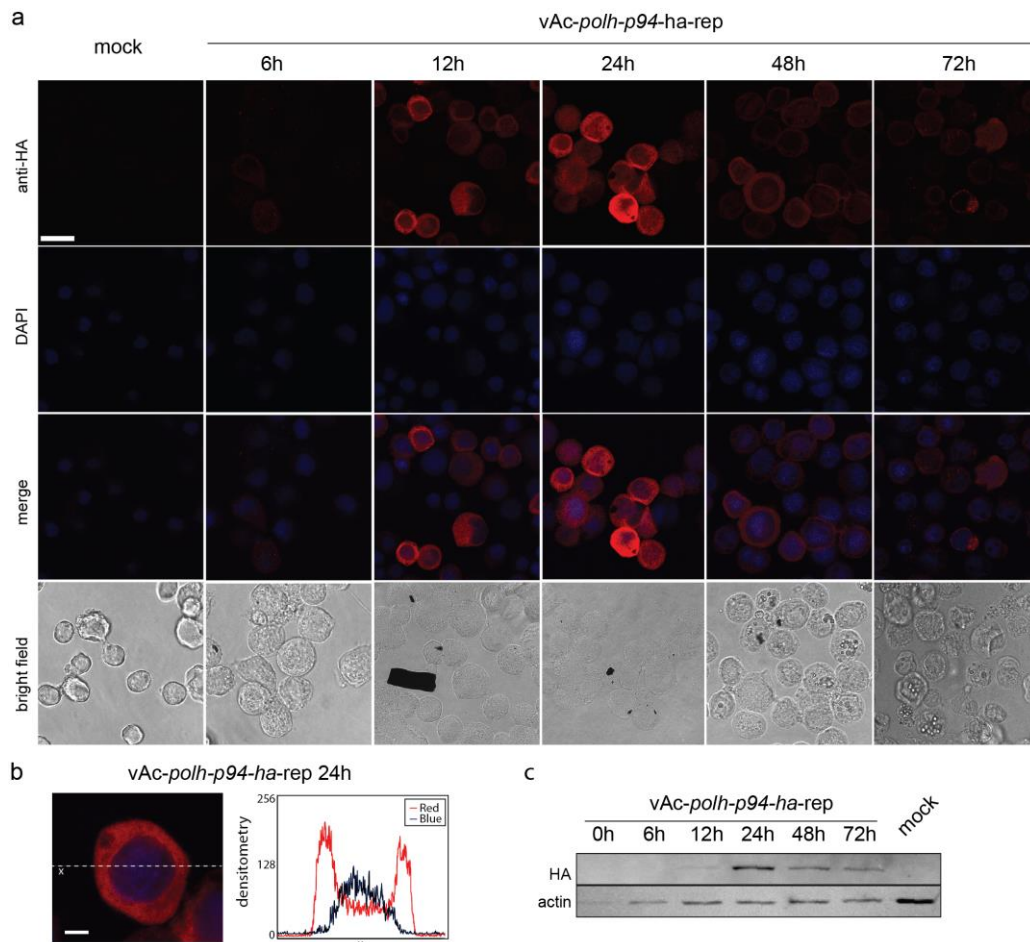 a
vAc-polh-p94-ha-rep
mock
6h
12h
24h
48h
72h
anti-HA
DAPI
merge
bright field
b
vAc-polh-p94-ha-rep 24h
256
128
0
densitometry
Red
Blue
x
c
vAc-polh-p94-ha-rep
0h 6h 12h 24h 48h 72h mock
HA
actin